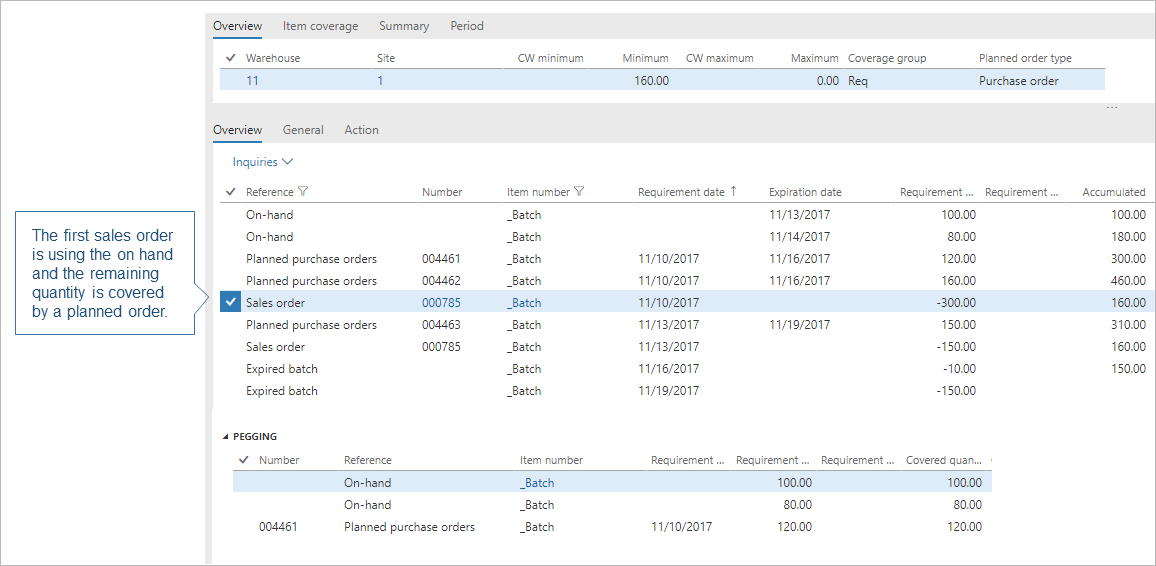 Overview Item coverage Summary Period
Warehouse Site CW minimum Minimum CW maximum Maximum Coverage group Planned order type
11 1 160.00 0.00 Req Purchase order
...
Overview General Action
Inquiries
Reference Number Item number Requirement date ↑ Expiration date Requirement ... Requirement ... Accumulated
On-hand _Batch 11/13/2017 100.00 100.00
On-hand _Batch 11/14/2017 80.00 180.00
Planned purchase orders 004461 _Batch 11/10/2017 11/16/2017 120.00 300.00
Planned purchase orders 004462 _Batch 11/10/2017 11/16/2017 160.00 460.00
Sales order 000785 _Batch 11/10/2017 -300.00 160.00
Planned purchase orders 004463 _Batch 11/13/2017 11/19/2017 150.00 310.00
Sales order 000785 _Batch 11/13/2017 -150.00 160.00
Expired batch _Batch 11/16/2017 -10.00 150.00
Expired batch _Batch 11/19/2017 -150.00
The first sales order
is using the on hand
and the remaining
quantity is covered
by a planned order.
PEGGING
Number Reference Item number Requirement ... Requirement ... Requirement ... Covered quan...
On-hand _Batch 100.00 100.00
On-hand _Batch 80.00 80.00
004461 Planned purchase orders _Batch 11/10/2017 120.00 120.00